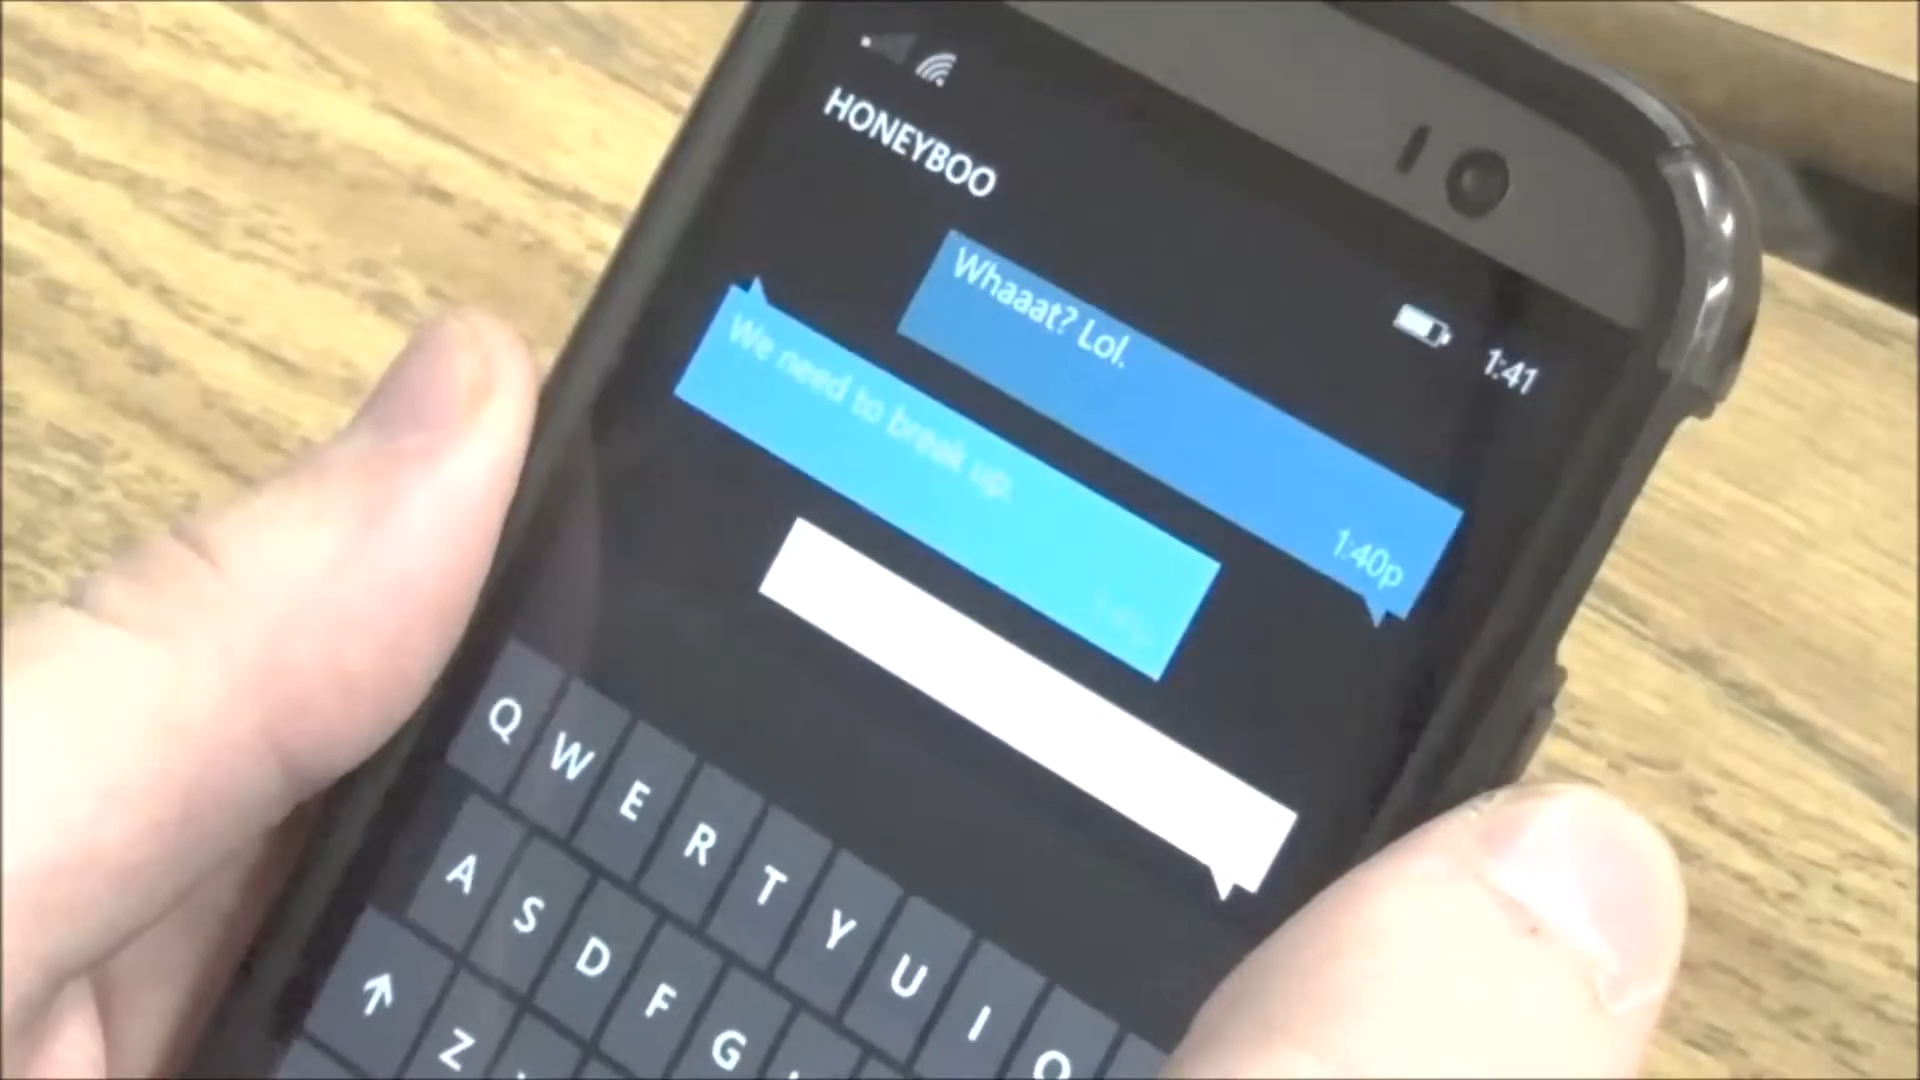 HONEYBOO
1:41
Whaaat? Lol.
1:40p
We need to break up.
Q W E R T Y U I O
A S D F G
Z